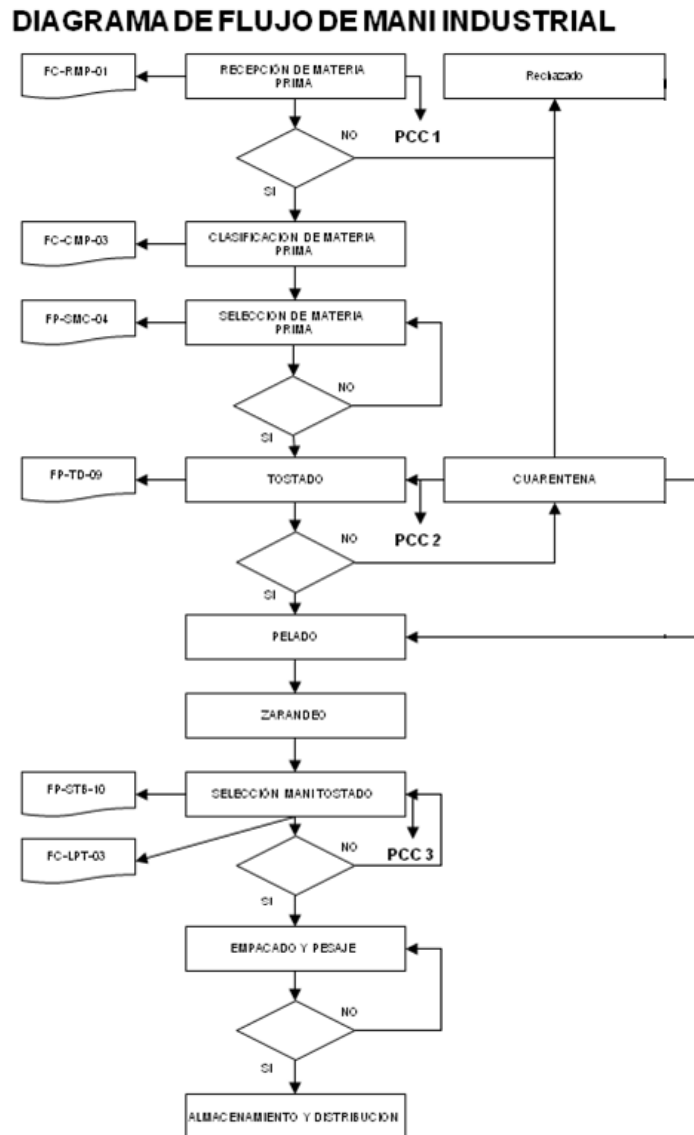 DIAGRAMA DE FLUJO DE MANI INDUSTRIAL
FC-RMP-01
RECEPCIÓN DE MATERIA
PRIMA
Rechazado
PCC 1
NO
SI
FC-CMP-03
CLASIFICACIÓN DE MATERIA
PRIMA
FP-SMC-04
SELECCIÓN DE MATERIA
PRIMA
NO
SI
FP-TD-09
TOSTADO
CUARENTENA
PCC 2
NO
SI
PELADO
ZARANDEO
FP-STB-10
SELECCIÓN MANI TOSTADO
FC-LPT-03
NO
PCC 3
SI
EMPACADO Y PESAJE
NO
SI
ALMACENAMIENTO Y DISTRIBUCION